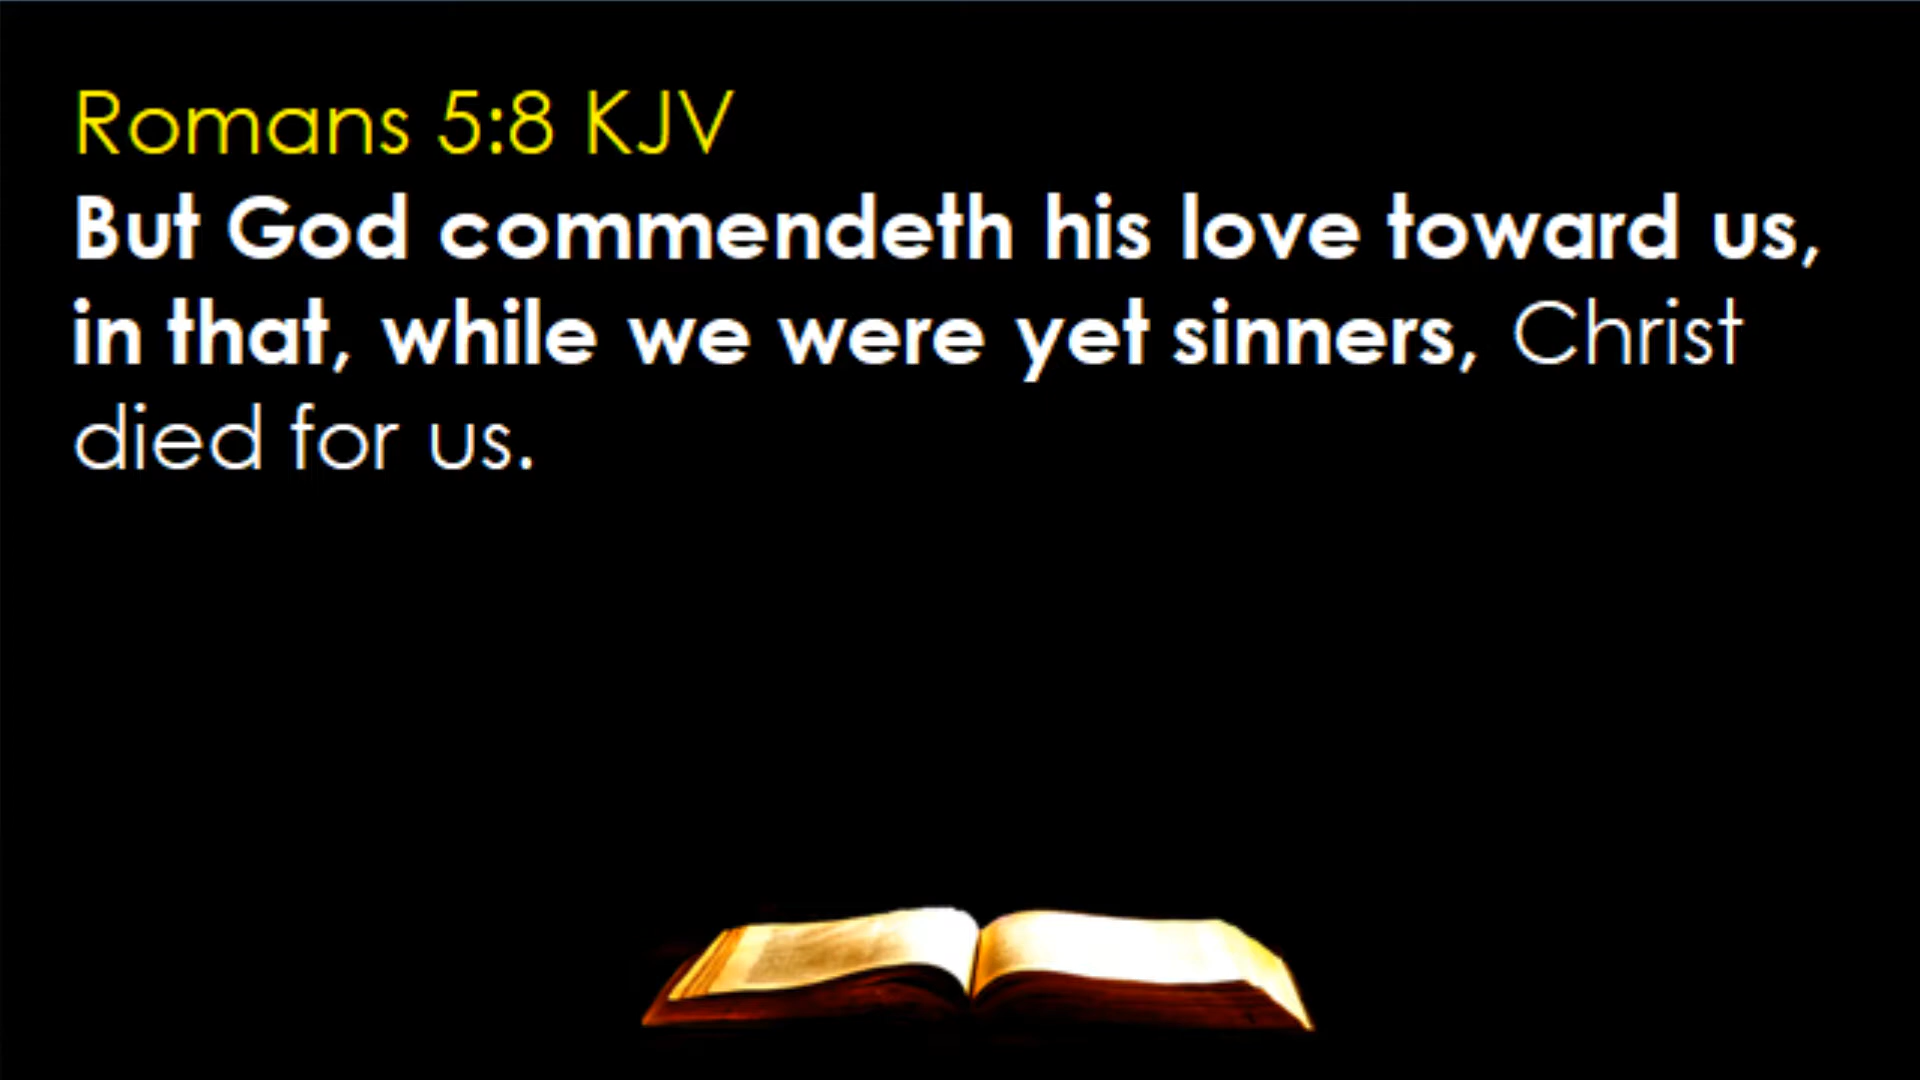 Romans 5:8 KJV
But God commendeth his love toward us,
in that, while we were yet sinners, Christ
died for us.